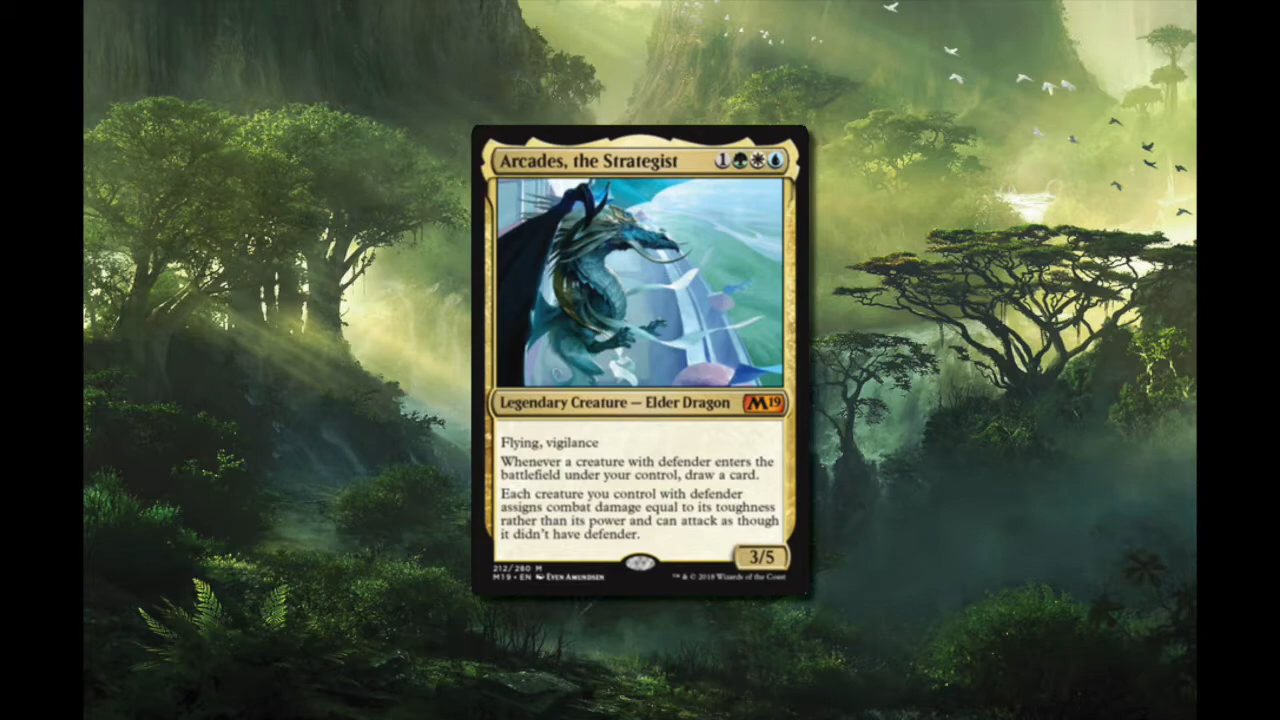 Arcades, the Strategist 1
Legendary Creature — Elder Dragon M19
Flying, vigilance
Whenever a creature with defender enters the
battlefield under your control, draw a card.
Each creature you control with defender
assigns combat damage equal to its toughness
rather than its power and can attack as though
it didn't have defender.
3/5
212/280 M
M19 • EN Even Amundsen ™ & © 2018 Wizards of the Coast